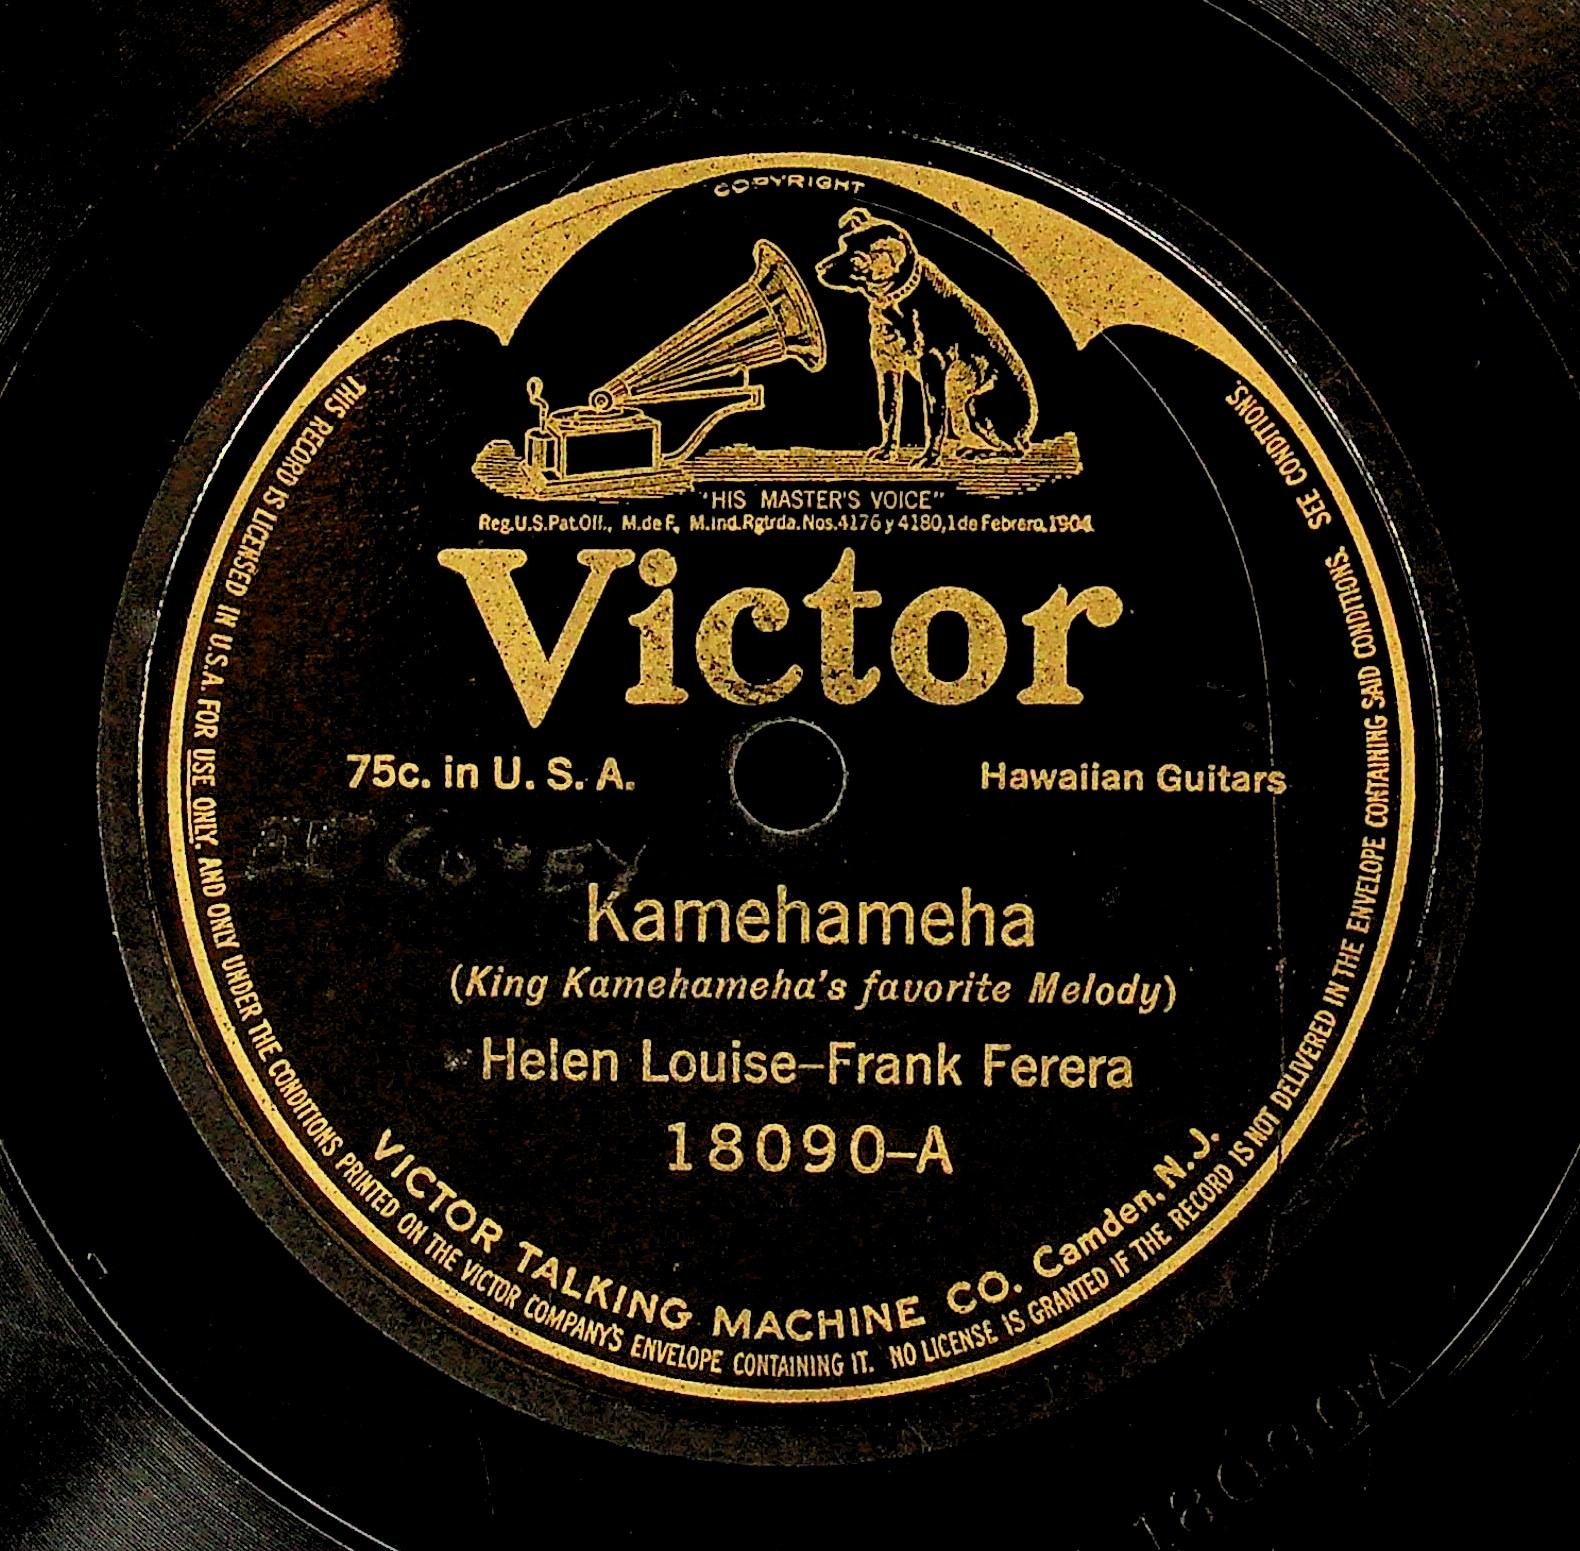 COPYRIGHT
"HIS MASTER'S VOICE"
Reg.U.S.Pat.Off., M.de F., M.ind.Rgtrda.Nos.4176 y 4180,1 de Febrero,1904
Victor
75c. in U. S. A.
Hawaiian Guitars
Kamehameha
(King Kamehameha's favorite Melody)
Helen Louise–Frank Ferera
18090–A
VICTOR TALKING MACHINE CO. Camden, N. J.
THIS RECORD IS LICENSED IN U.S.A. FOR USE ONLY, AND ONLY UNDER THE CONDITIONS PRINTED ON THE VICTOR COMPANY'S ENVELOPE CONTAINING IT. NO LICENSE IS GRANTED IF THE RECORD IS NOT DELIVERED IN THE ENVELOPE CONTAINING SAID CONDITIONS. SEE CONDITIONS.
18090A